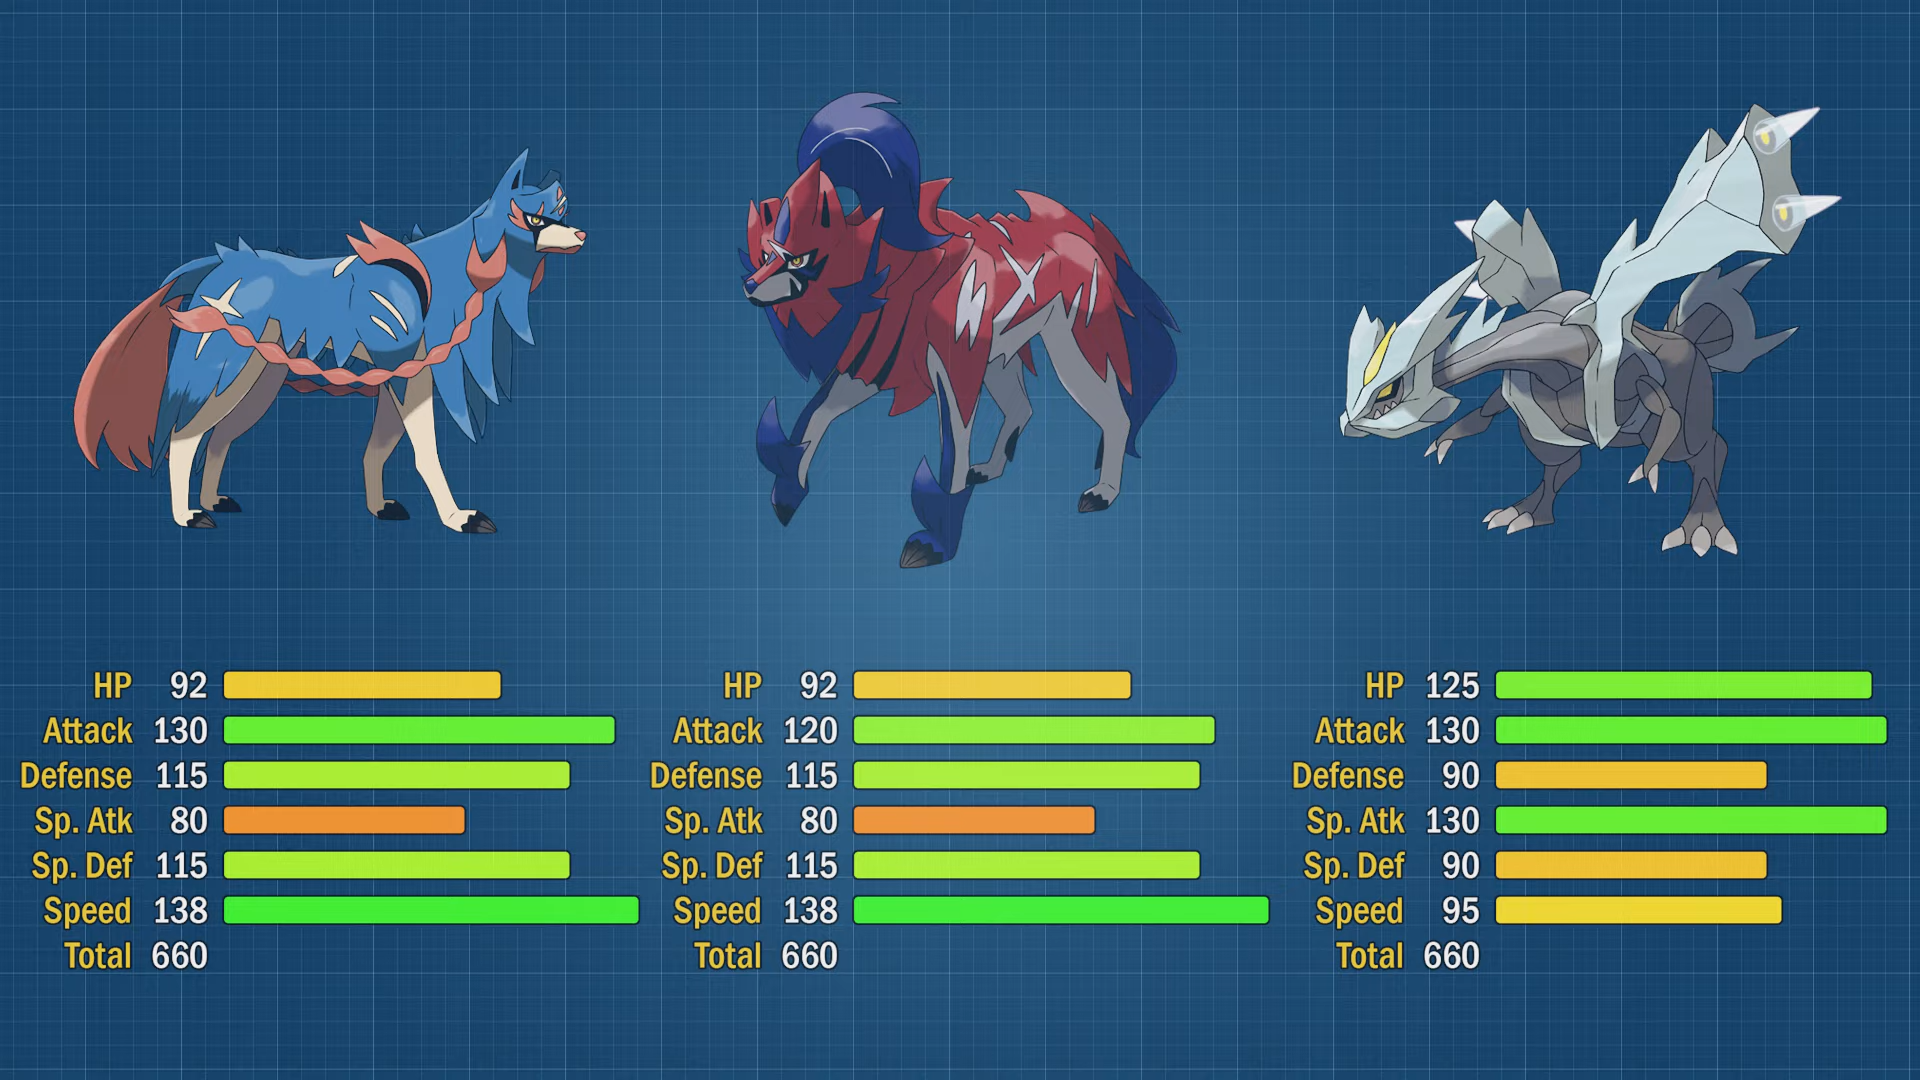 HP 92
Attack 130
Defense 115
Sp. Atk 80
Sp. Def 115
Speed 138
Total 660
HP 92
Attack 120
Defense 115
Sp. Atk 80
Sp. Def 115
Speed 138
Total 660
HP 125
Attack 130
Defense 90
Sp. Atk 130
Sp. Def 90
Speed 95
Total 660